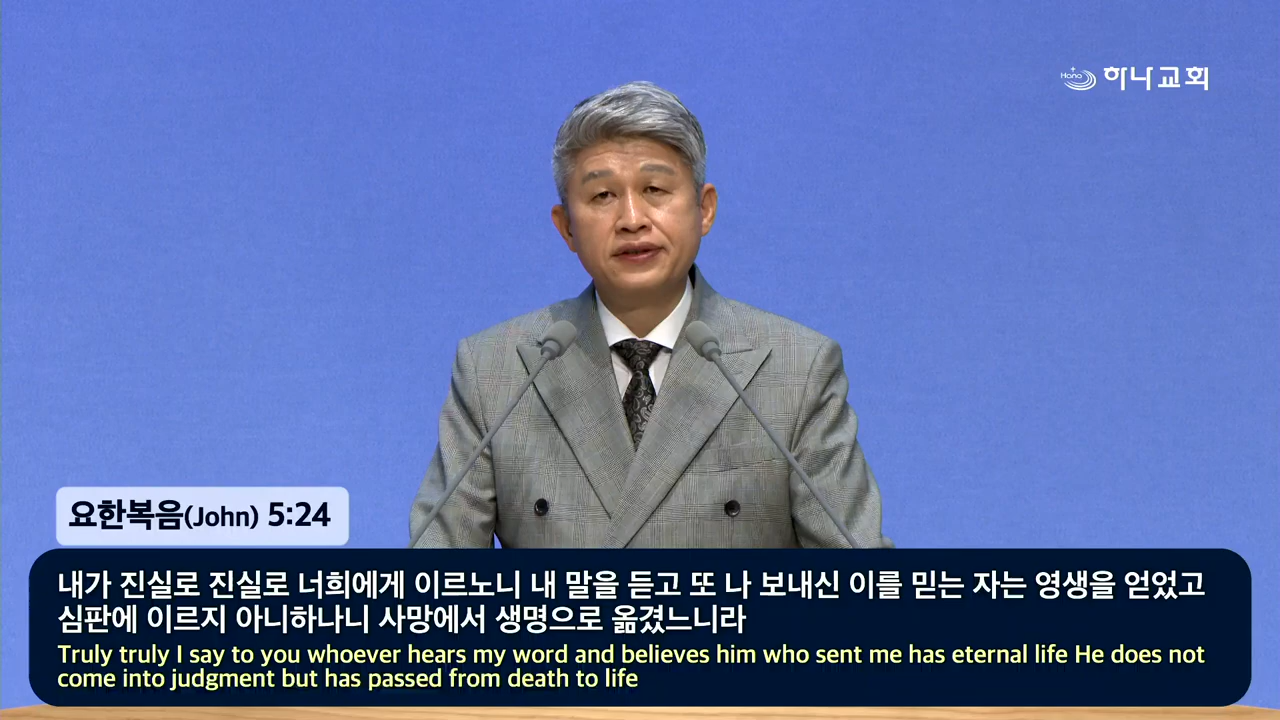 Hana 하나교회
요한복음(John) 5:24
내가 진실로 진실로 너희에게 이르노니 내 말을 듣고 또 나 보내신 이를 믿는 자는 영생을 얻었고
심판에 이르지 아니하나니 사망에서 생명으로 옮겼느니라
Truly truly I say to you whoever hears my word and believes him who sent me has eternal life He does not
come into judgment but has passed from death to life